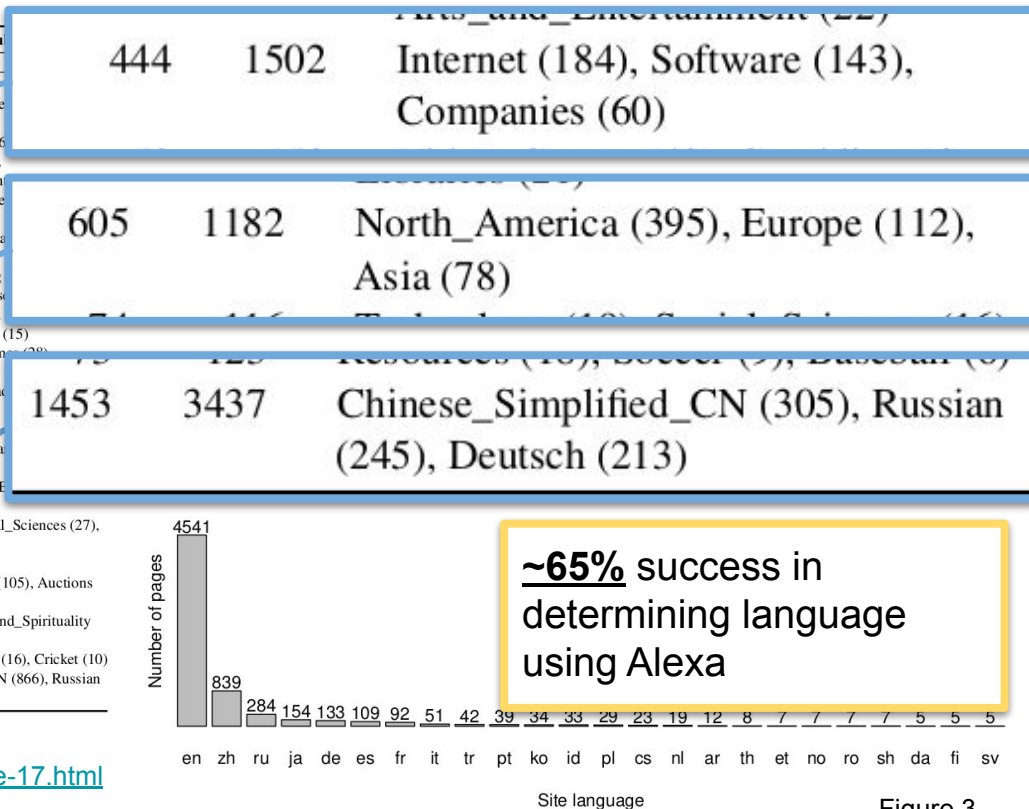 444 1502 Internet (184), Software (143),
Companies (60)
605 1182 North_America (395), Europe (112),
Asia (78)
1453 3437 Chinese_Simplified_CN (305), Russian
(245), Deutsch (213)
(15)
l_Sciences (27),
(105), Auctions
nd_Spirituality
(16), Cricket (10)
N (866), Russian
e-17.html
~65% success in
determining language
using Alexa
Number of pages
4541 839 284 154 133 109 92 51 42 39 34 33 29 23 19 12 8 7 7 7 7 5 5 5
en zh ru ja de es fr it tr pt ko id pl cs nl ar th et no ro sh da fi sv
Site language
Figure 3